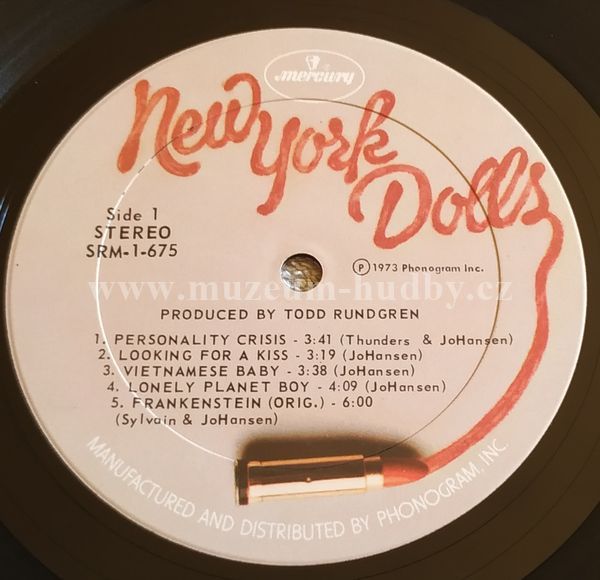 mercury
New York
Dolls
Side 1
STEREO
SRM-1-675
Ⓟ 1973 Phonogram Inc.
www.muzeum-hudby.cz
PRODUCED BY TODD RUNDGREN
1. PERSONALITY CRISIS - 3:41 (Thunders & JoHansen)
2. LOOKING FOR A KISS - 3:19 (JoHansen)
3. VIETNAMESE BABY - 3:38 (JoHansen)
4. LONELY PLANET BOY - 4:09 (JoHansen)
5. FRANKENSTEIN (ORIG.) - 6:00
(Sylvain & JoHansen)
MANUFACTURED AND DISTRIBUTED BY PHONOGRAM, INC.